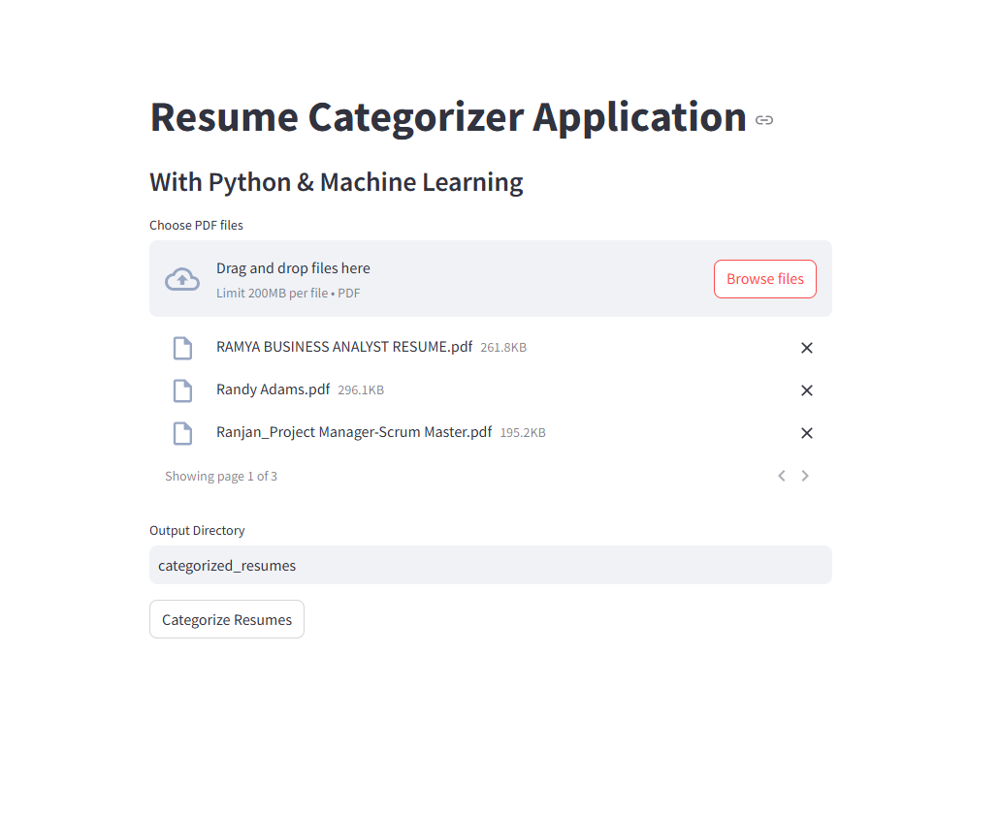 Resume Categorizer Application
With Python & Machine Learning
Choose PDF files
Drag and drop files here
Limit 200MB per file • PDF
Browse files
RAMYA BUSINESS ANALYST RESUME.pdf 261.8KB
Randy Adams.pdf 296.1KB
Ranjan_Project Manager-Scrum Master.pdf 195.2KB
Showing page 1 of 3
Output Directory
categorized_resumes
Categorize Resumes